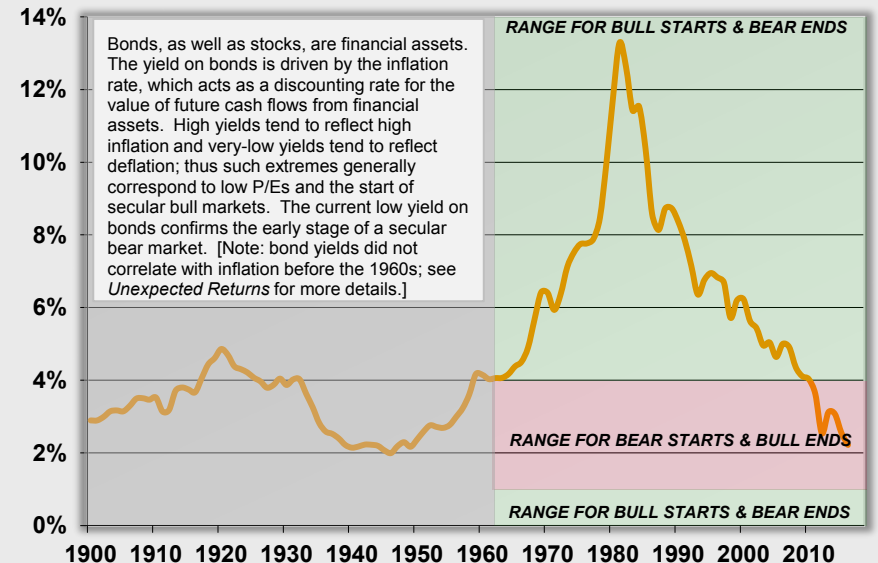 14%
12%
10%
8%
6%
4%
2%
0%
RANGE FOR BULL STARTS & BEAR ENDS
Bonds, as well as stocks, are financial assets.
The yield on bonds is driven by the inflation
rate, which acts as a discounting rate for the
value of future cash flows from financial
assets. High yields tend to reflect high
inflation and very-low yields tend to reflect
deflation; thus such extremes generally
correspond to low P/Es and the start of
secular bull markets. The current low yield on
bonds confirms the early stage of a secular
bear market. [Note: bond yields did not
correlate with inflation before the 1960s; see
Unexpected Returns for more details.]
RANGE FOR BEAR STARTS & BULL ENDS
RANGE FOR BULL STARTS & BEAR ENDS
1900 1910 1920 1930 1940 1950 1960 1970 1980 1990 2000 2010